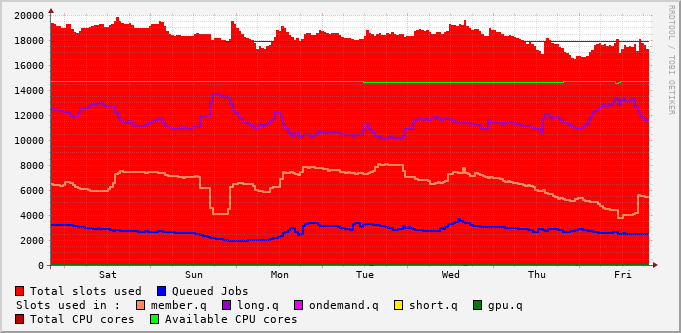 20000
18000
16000
14000
12000
10000
8000
6000
4000
2000
0
Sat Sun Mon Tue Wed Thu Fri
RRDTOOL / TOBI OETIKER
Total slots used Queued Jobs
Slots used in : member.q long.q ondemand.q short.q gpu.q
Total CPU cores Available CPU cores